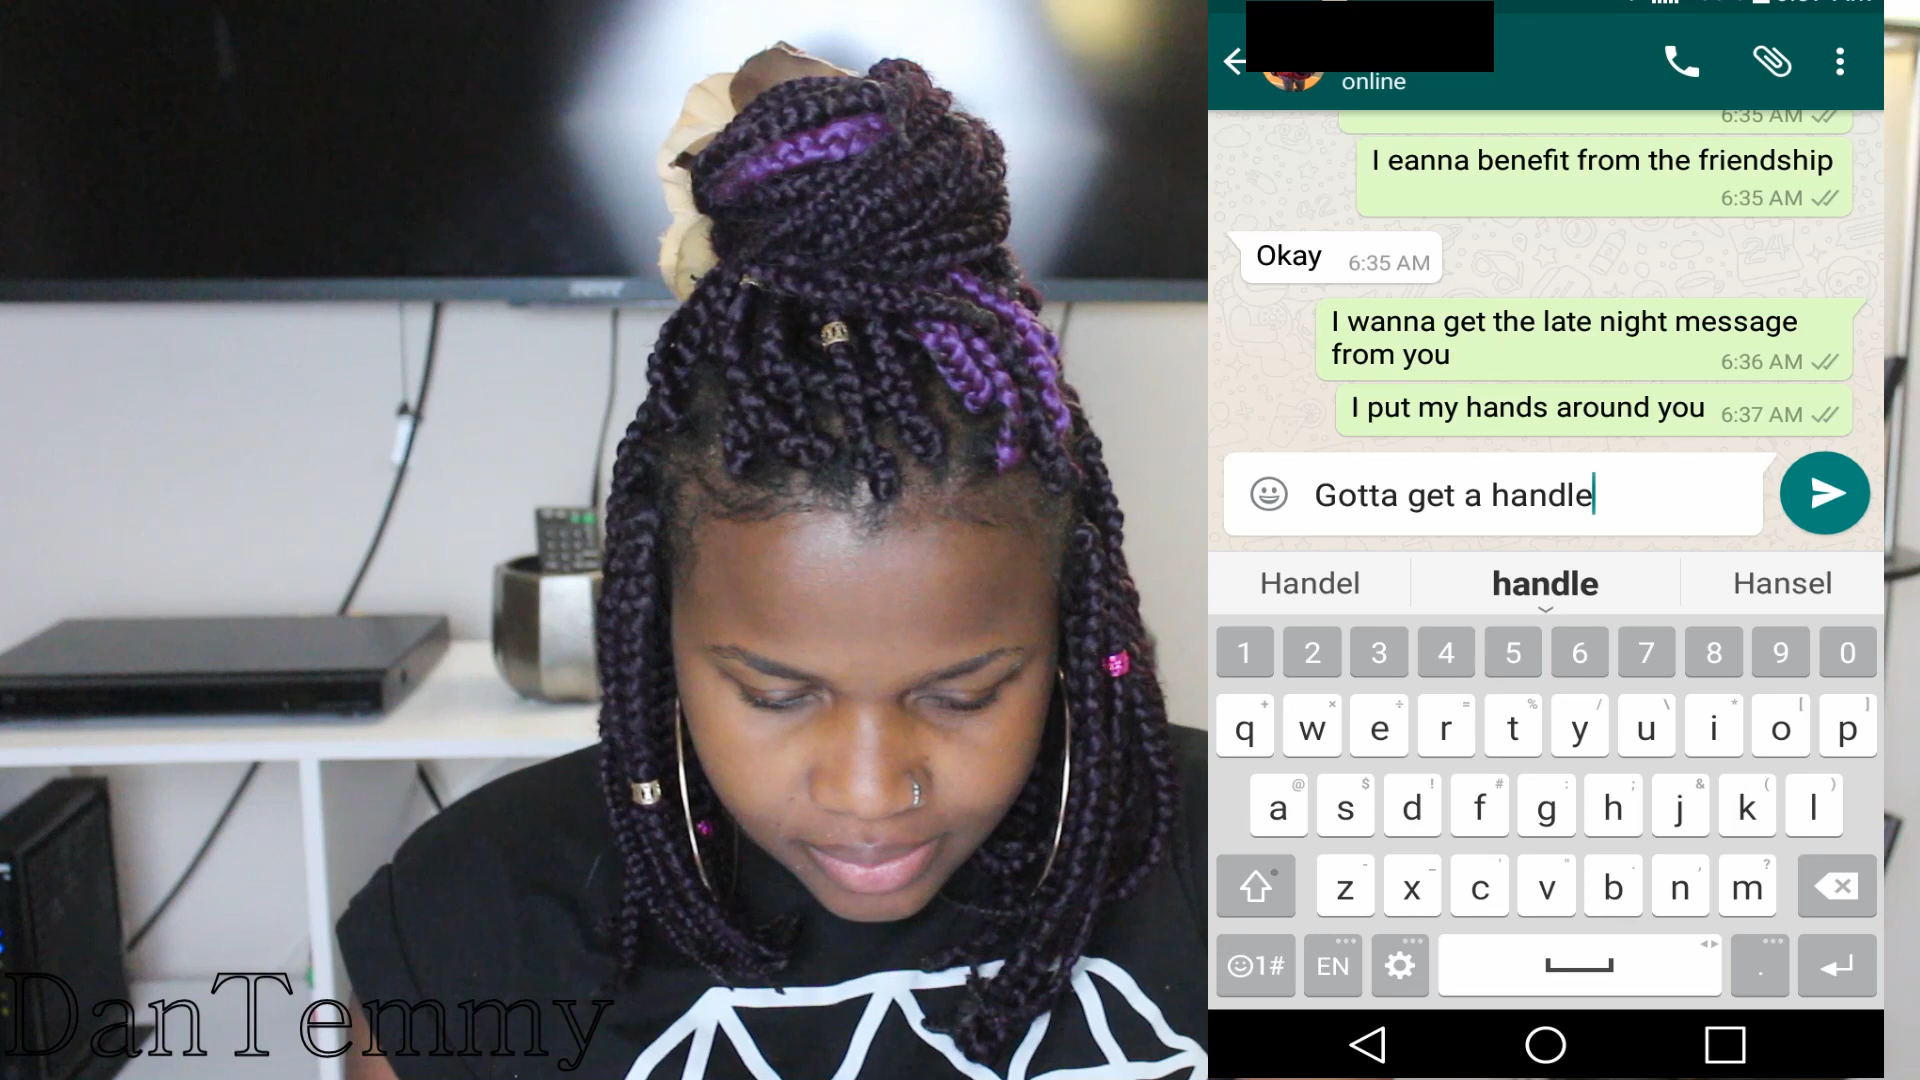 online
6:35 AM
I eanna benefit from the friendship
6:35 AM
Okay 6:35 AM
I wanna get the late night message
from you 6:36 AM
I put my hands around you 6:37 AM
Gotta get a handle
Handel handle Hansel
1 2 3 4 5 6 7 8 9 0
q w e r t y u i o p
a s d f g h j k l
z x c v b n m
1# EN .
DanTemmy